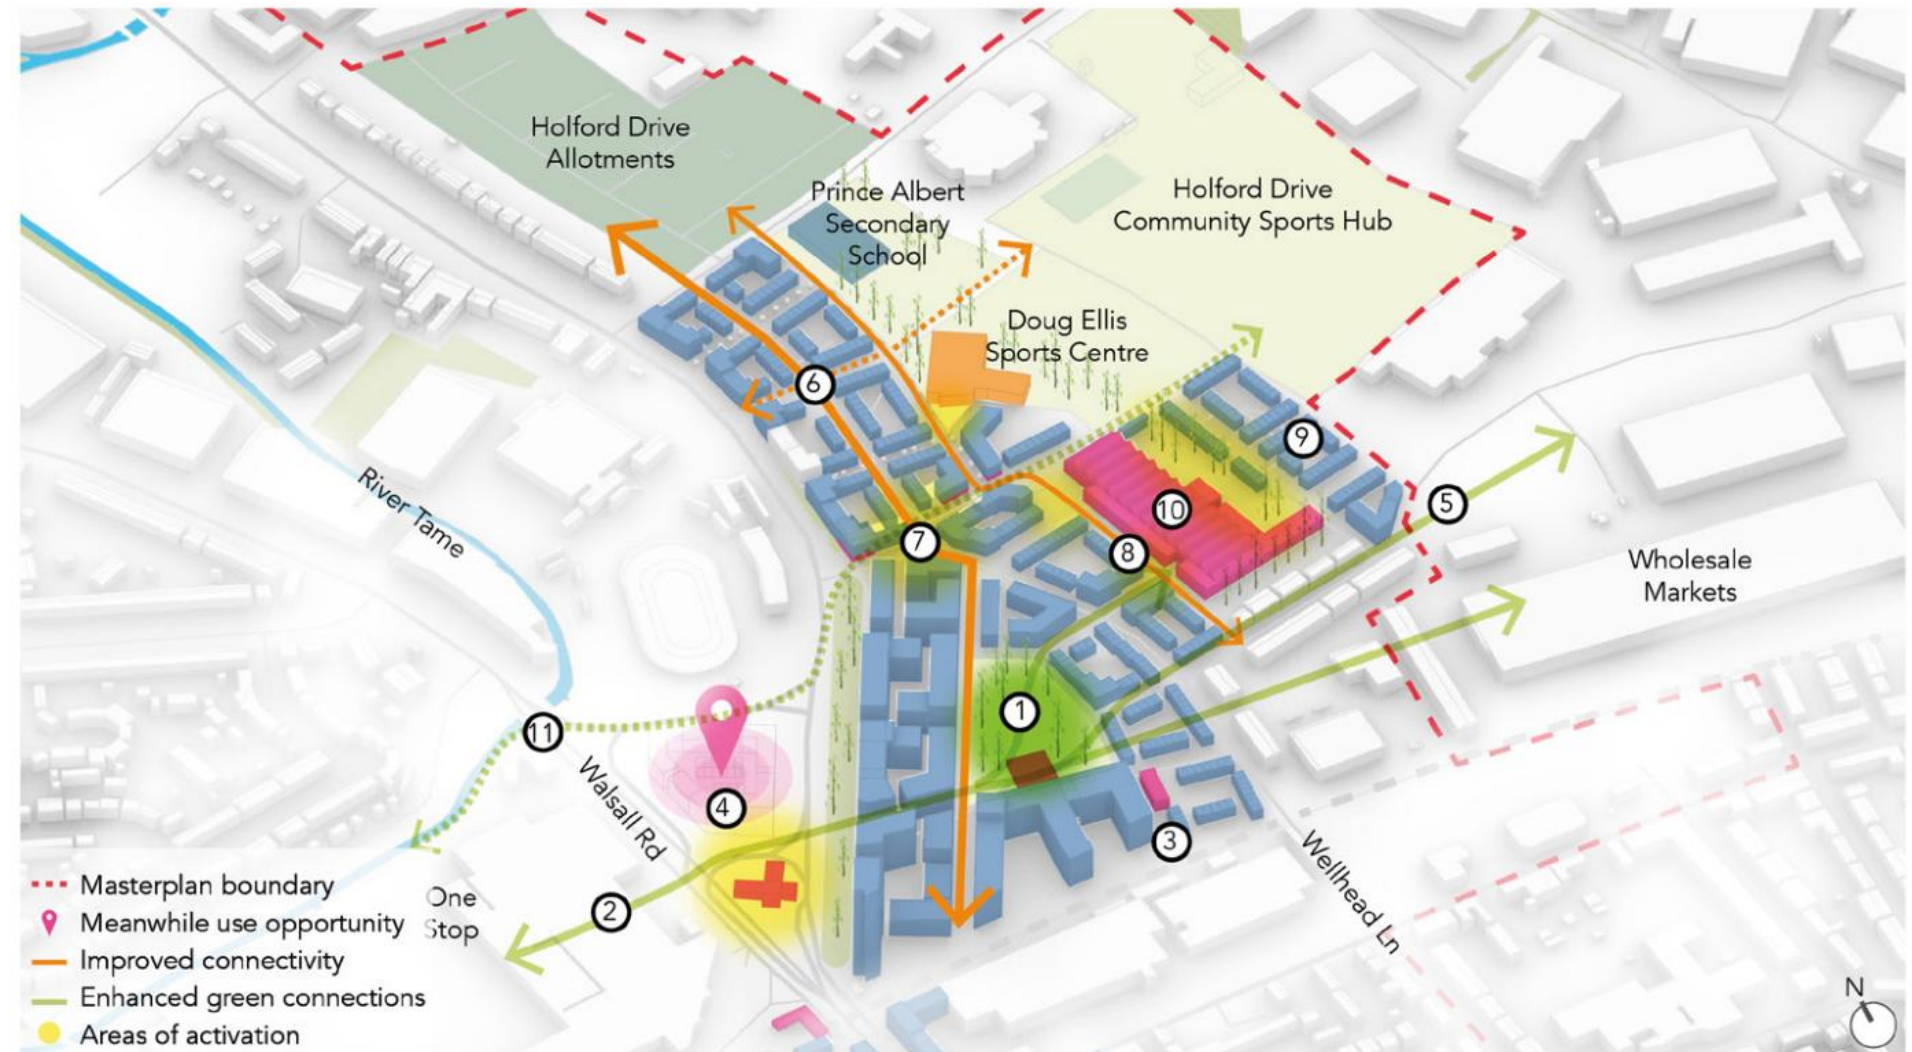 Holford Drive
Allotments
Prince Albert
Secondary
School
Holford Drive
Community Sports Hub
Doug Ellis
Sports Centre
6
9
5
10
7
8
River Tame
Wholesale
Markets
1
11
4
Walsall Rd
3
Wellhead Ln
2
One
Stop
Masterplan boundary
Meanwhile use opportunity
Improved connectivity
Enhanced green connections
Areas of activation
N